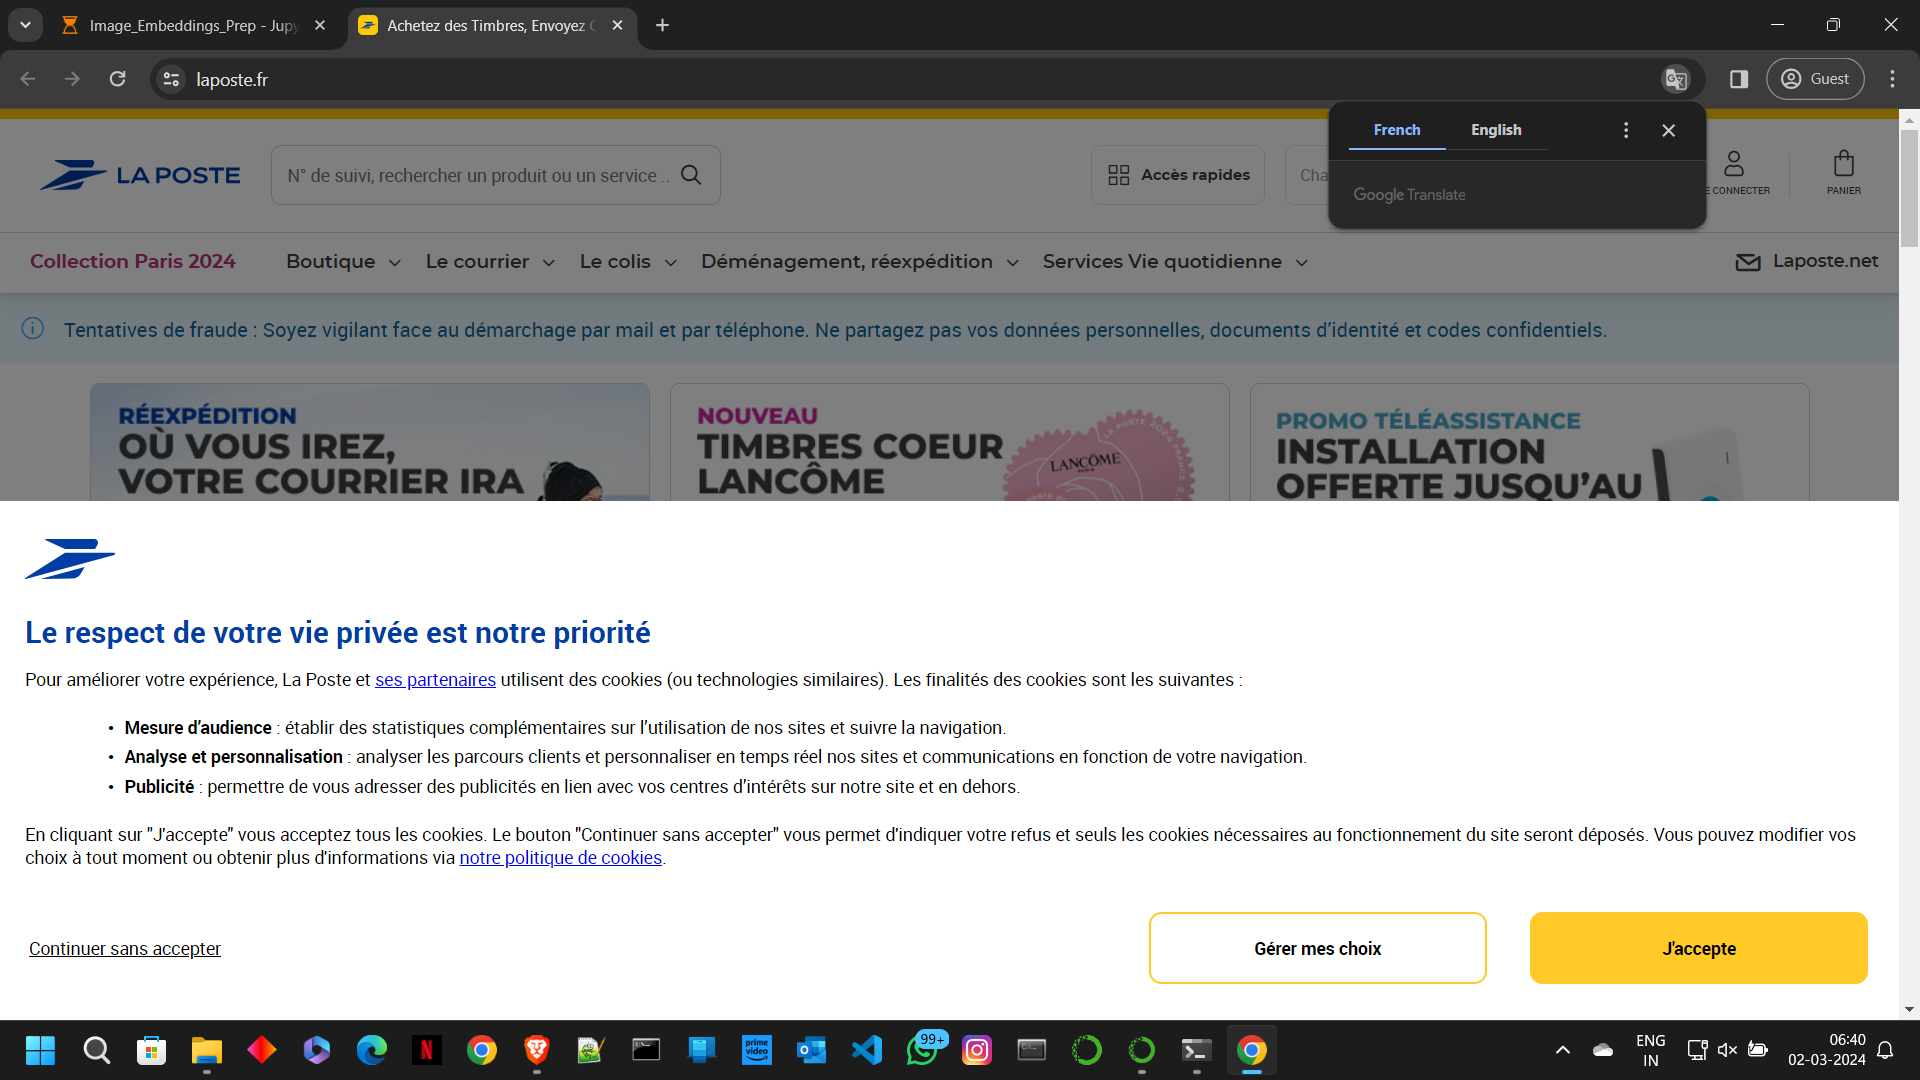 Image_Embeddings_Prep - Jupy
Achetez des Timbres, Envoyez C
laposte.fr
Guest
French English
Google Translate
LA POSTE
N° de suivi, rechercher un produit ou un service ..
Accès rapides
Cha
E CONNECTER
PANIER
Collection Paris 2024
Boutique
Le courrier
Le colis
Déménagement, réexpédition
Services Vie quotidienne
Laposte.net
Tentatives de fraude : Soyez vigilant face au démarchage par mail et par téléphone. Ne partagez pas vos données personnelles, documents d’identité et codes confidentiels.
RÉEXPÉDITION
OÙ VOUS IREZ,
VOTRE COURRIER IRA
NOUVEAU
TIMBRES COEUR
LANCÔME
LA POSTE 2024 FRANCE
LANCÔME
PARIS
PROMO TÉLÉASSISTANCE
INSTALLATION
OFFERTE JUSQU’AU
Le respect de votre vie privée est notre priorité
Pour améliorer votre expérience, La Poste et ses partenaires utilisent des cookies (ou technologies similaires). Les finalités des cookies sont les suivantes :
• Mesure d’audience : établir des statistiques complémentaires sur l’utilisation de nos sites et suivre la navigation.
• Analyse et personnalisation : analyser les parcours clients et personnaliser en temps réel nos sites et communications en fonction de votre navigation.
• Publicité : permettre de vous adresser des publicités en lien avec vos centres d’intérêts sur notre site et en dehors.
En cliquant sur "J'accepte" vous acceptez tous les cookies. Le bouton "Continuer sans accepter" vous permet d'indiquer votre refus et seuls les cookies nécessaires au fonctionnement du site seront déposés. Vous pouvez modifier vos
choix à tout moment ou obtenir plus d'informations via notre politique de cookies.
Continuer sans accepter
Gérer mes choix
J'accepte
prime video
99+
ENG
IN
06:40
02-03-2024